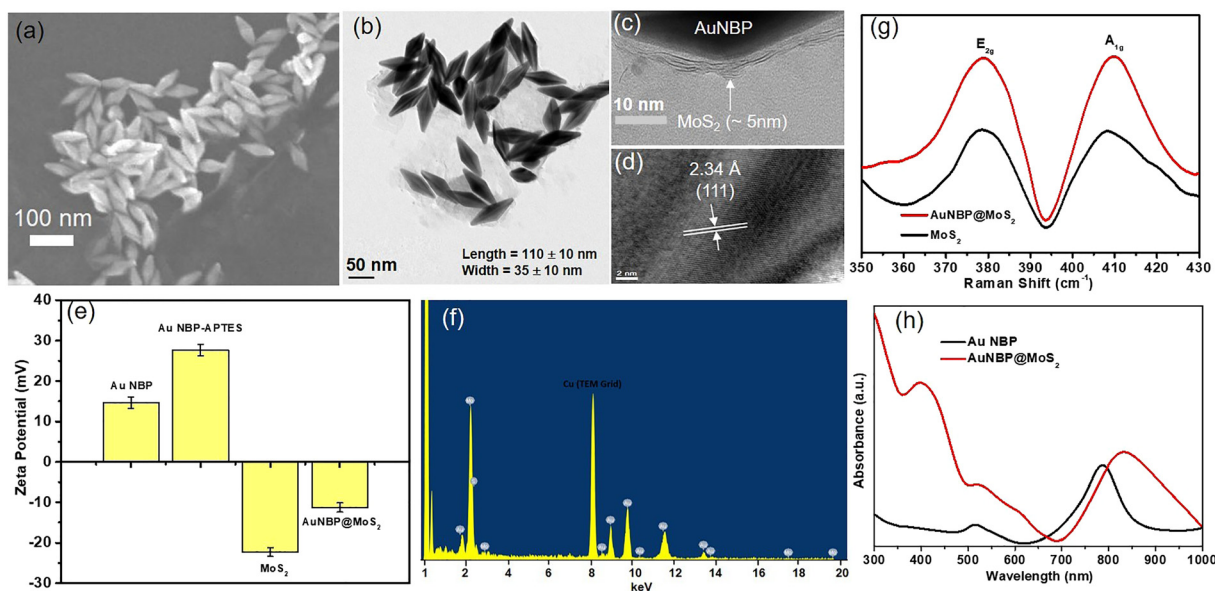 (a)
100 nm
(b)
50 nm
Length = 110 ± 10 nm
Width = 35 ± 10 nm
(c)
AuNBP
10 nm
MoS2 (~ 5nm)
(d)
2.34 Å
(111)
2 nm
(g)
E2g
A1g
AuNBP@MoS2
MoS2
350 360 370 380 390 400 410 420 430
Raman Shift (cm-1)
(e)
Zeta Potential (mV)
40
30
20
10
0
-10
-20
-30
Au NBP
Au NBP-APTES
MoS2
AuNBP@MoS2
(f)
Cu (TEM Grid)
1 2 4 6 8 10 12 14 16 18 20
keV
(h)
Au NBP
AuNBP@MoS2
Absorbance (a.u.)
300 400 500 600 700 800 900 1000
Wavelength (nm)